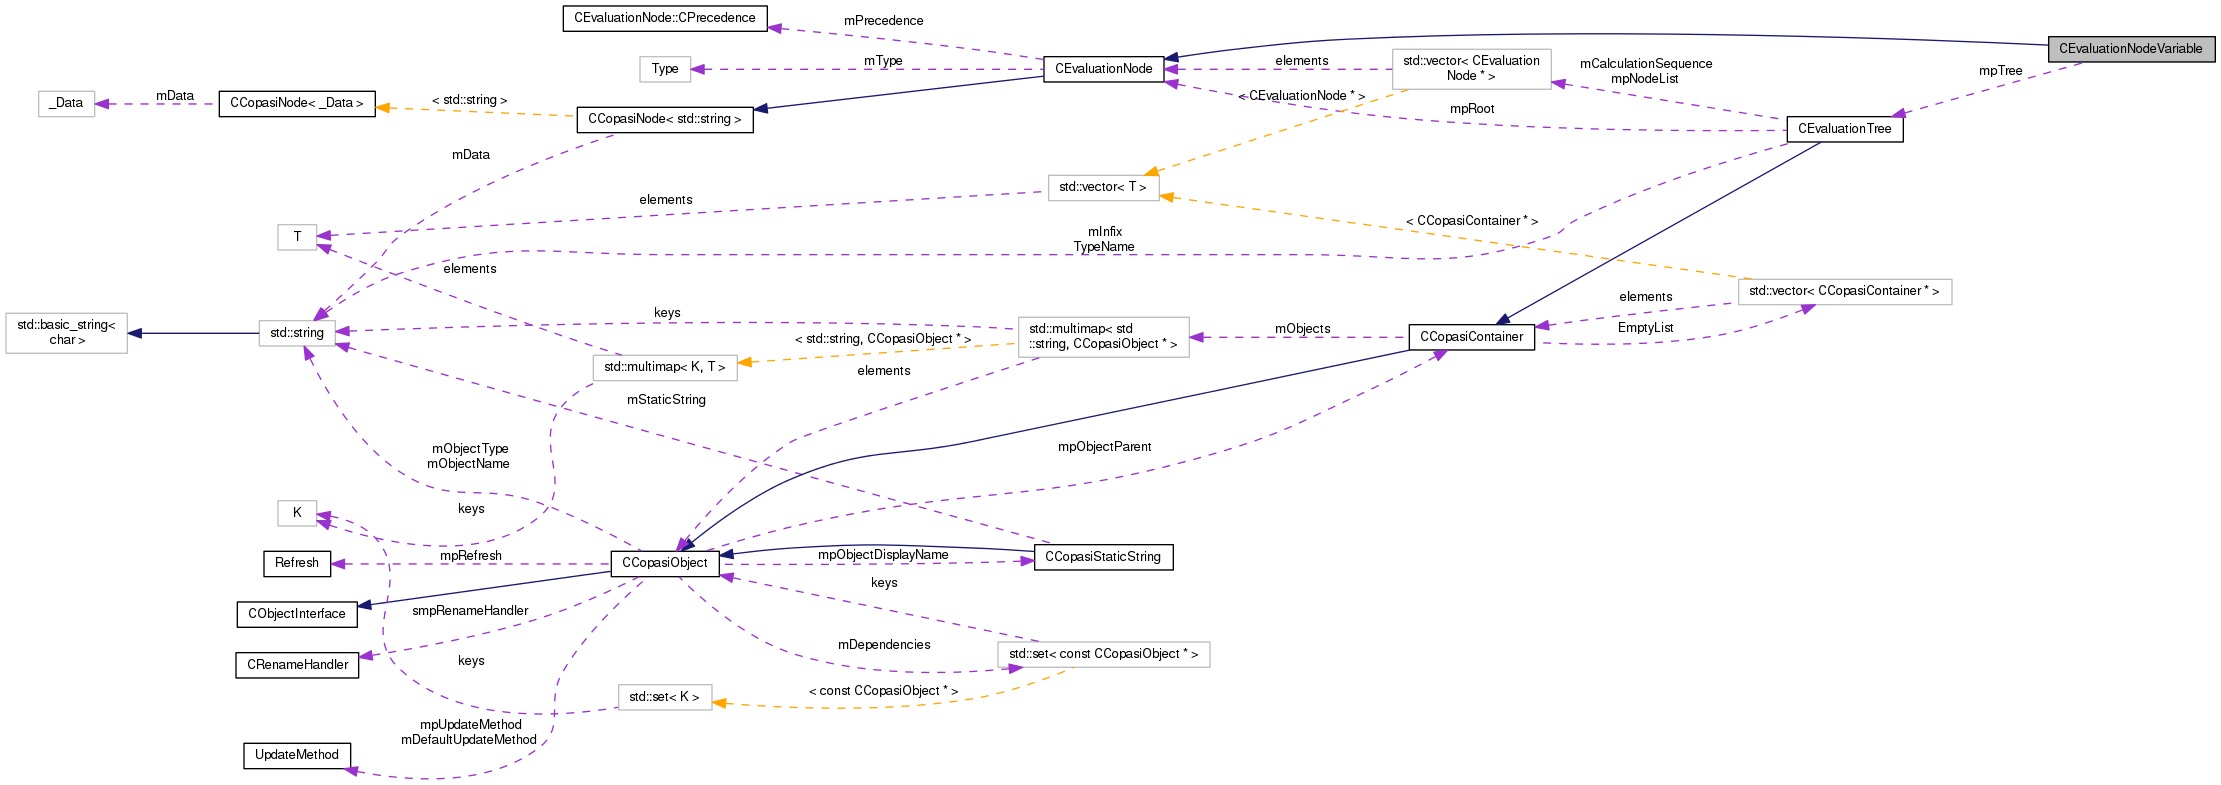 CEvaluationNode::CPrecedence
mPrecedence
CEvaluationNodeVariable
Type
mType
CEvaluationNode
elements
std::vector< CEvaluation
Node * >
mCalculationSequence
mpNodeList
mpTree
_Data
mData
CCopasiNode< _Data >
< std::string >
CCopasiNode< std::string >
< CEvaluationNode * >
mpRoot
CEvaluationTree
mData
std::vector< T >
elements
T
mInfix
TypeName
< CCopasiContainer * >
elements
std::vector< CCopasiContainer * >
elements
EmptyList
std::basic_string<
char >
std::string
keys
std::multimap< std
::string, CCopasiObject * >
mObjects
CCopasiContainer
< std::string, CCopasiObject * >
std::multimap< K, T >
elements
mStaticString
mObjectType
mObjectName
mpObjectParent
keys
K
Refresh
mpRefresh
CCopasiObject
mpObjectDisplayName
CCopasiStaticString
keys
CObjectInterface
smpRenameHandler
mDependencies
std::set< const CCopasiObject * >
CRenameHandler
keys
std::set< K >
< const CCopasiObject * >
mpUpdateMethod
mDefaultUpdateMethod
UpdateMethod